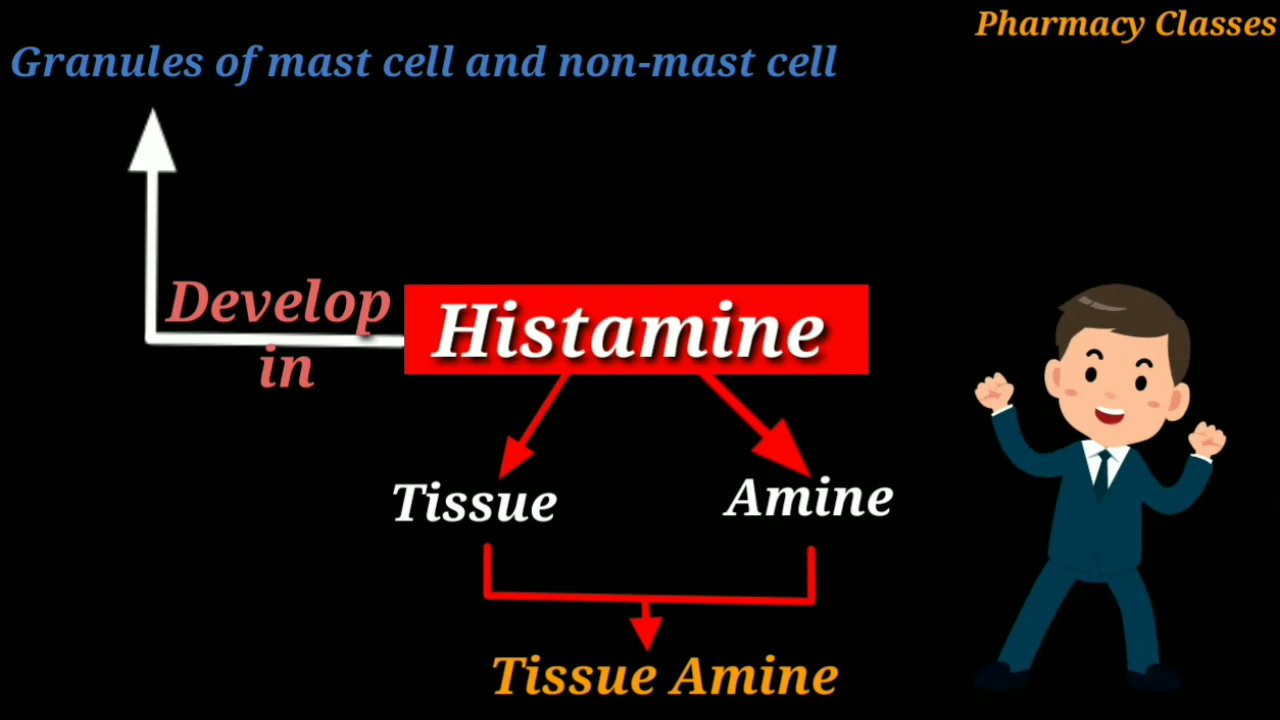 Pharmacy Classes
Granules of mast cell and non-mast cell
Develop
in
Histamine
Tissue
Amine
Tissue Amine